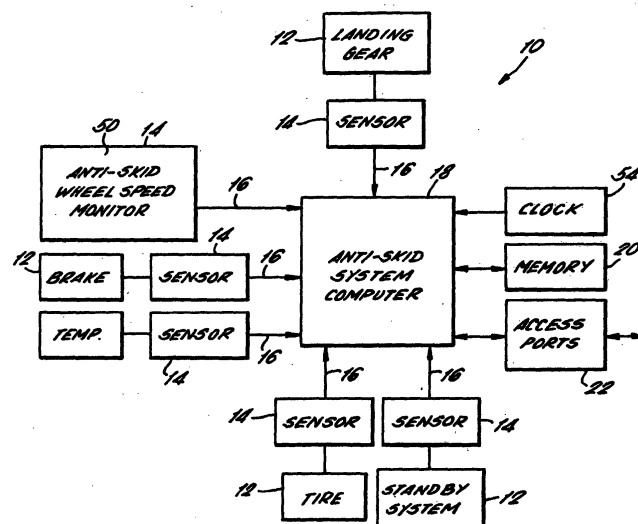 12
LANDING
GEAR
10
14
SENSOR
50
14
16
18
ANTI-SKID
WHEEL SPEED
MONITOR
16
CLOCK
54
12
BRAKE
14
SENSOR
16
ANTI-SKID
SYSTEM
COMPUTER
MEMORY
20
TEMP.
SENSOR
14
16
ACCESS
PORTS
22
16
16
14
SENSOR
SENSOR
14
12
TIRE
STANDBY
SYSTEM
12